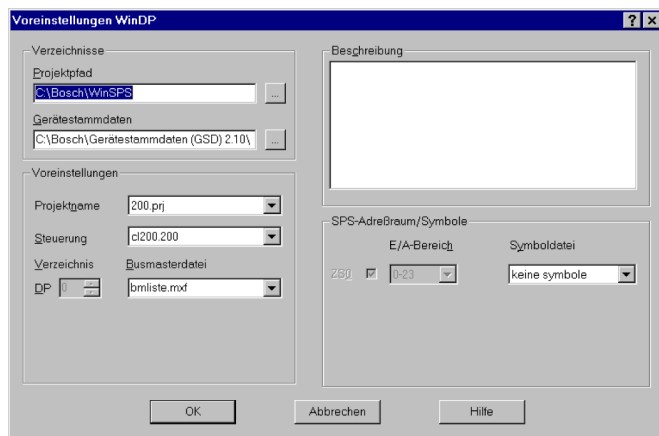 Voreinstellungen WinDP
Verzeichnisse
Projektpfad
C:\Bosch\WinSPS
...
Gerätestammdaten
C:\Bosch\Gerätestammdaten (GSD) 2.10\
...
Voreinstellungen
Projektname 200.prj
Steuerung cl200.200
Verzeichnis Busmasterdatei
DP 0 bmliste.mxf
Beschreibung
SPS-Adreßraum/Symbole
E/A-Bereich Symboldatei
ZS0 0-23 keine symbole
OK Abbrechen Hilfe